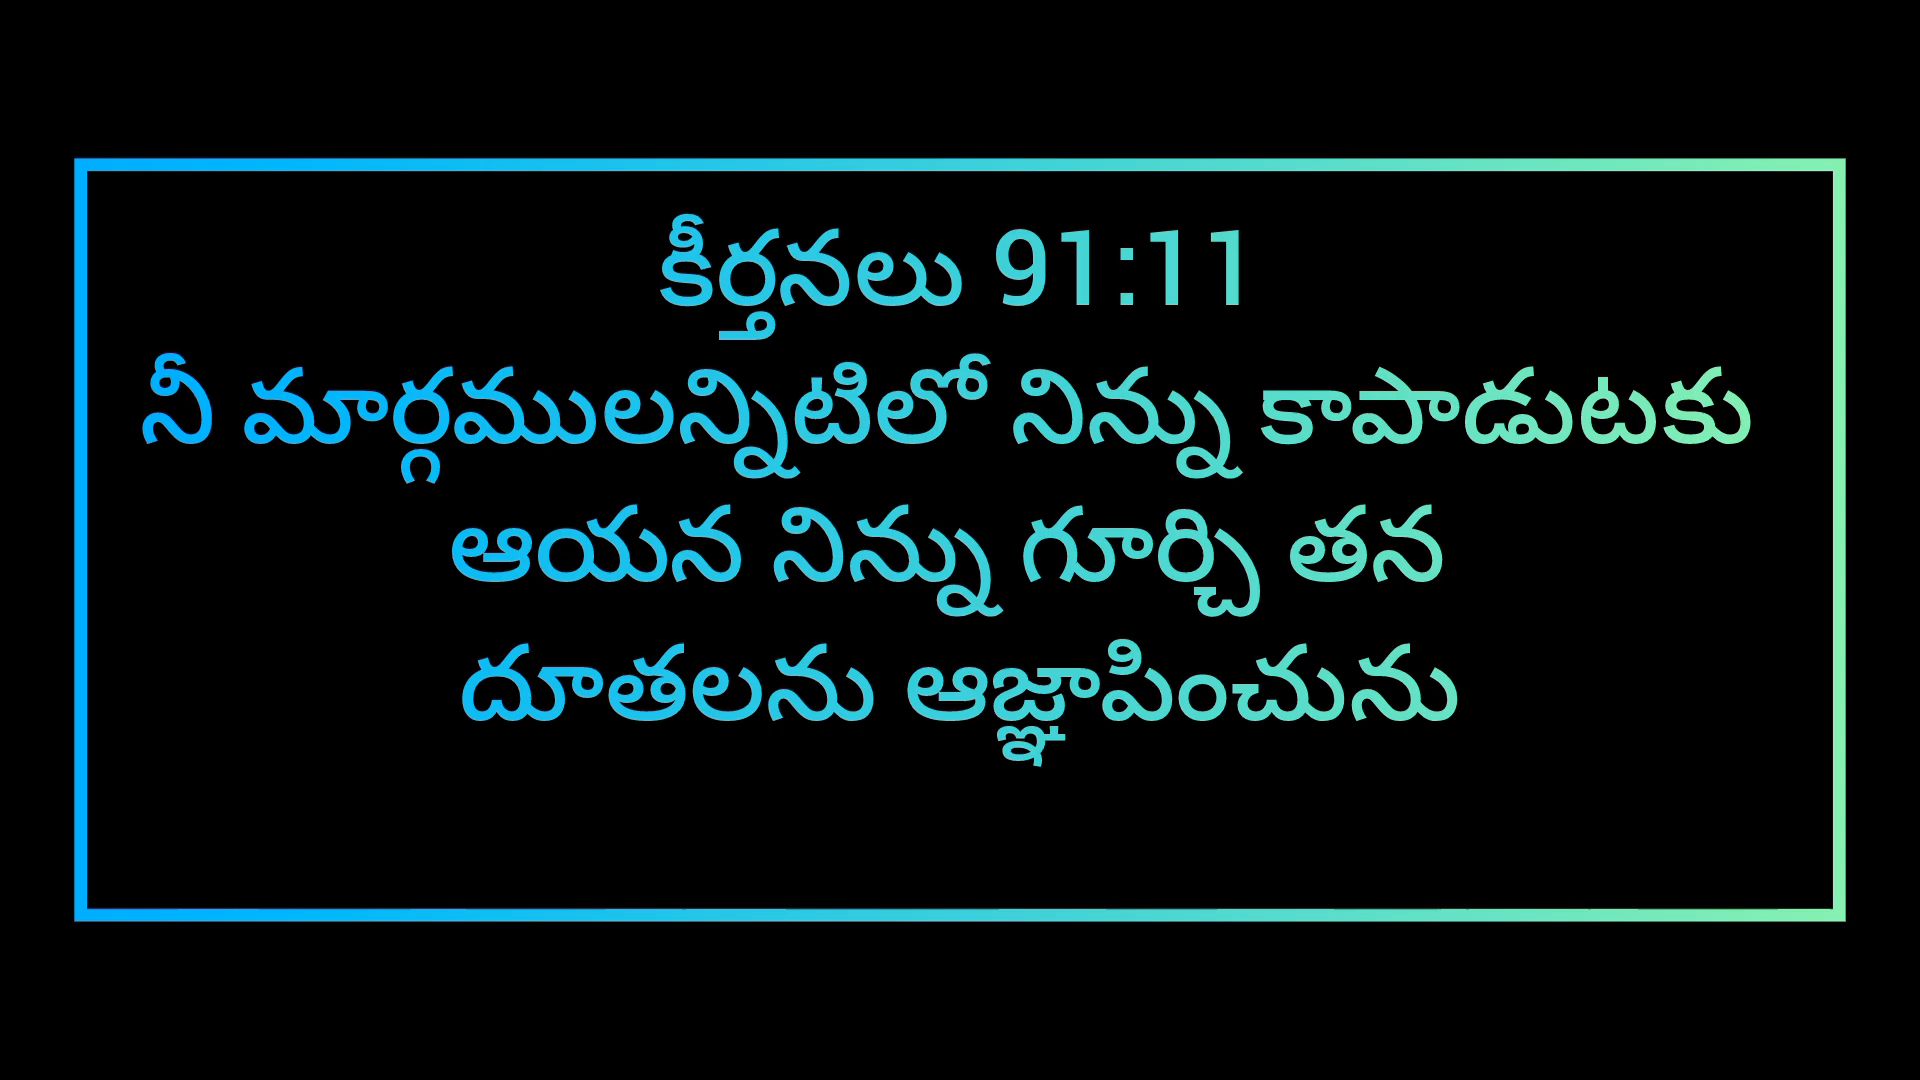 కీర్తనలు 91:11
నీ మార్గములన్నిటిలో నిన్ను కాపాడుటకు
ఆయన నిన్ను గూర్చి తన
దూతలను ఆజ్ఞాపించును